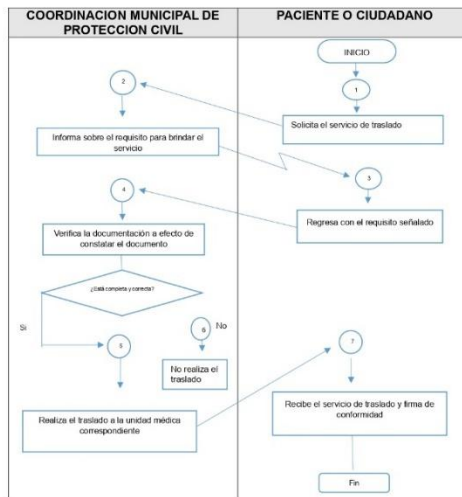 COORDINACION MUNICIPAL DE
PROTECCION CIVIL
PACIENTE O CIUDADANO
INICIO
1
Solicita el servicio de traslado
2
Informa sobre el requisito para brindar el
servicio
3
Regresa con el requisito señalado
4
Verifica la documentación a efecto de
constatar el documento
¿Está completa y correcta?
Si
No
5
6
No realiza el
traslado
Realiza el traslado a la unidad médica
correspondiente
7
Recibe el servicio de traslado y firma de
conformidad
Fin